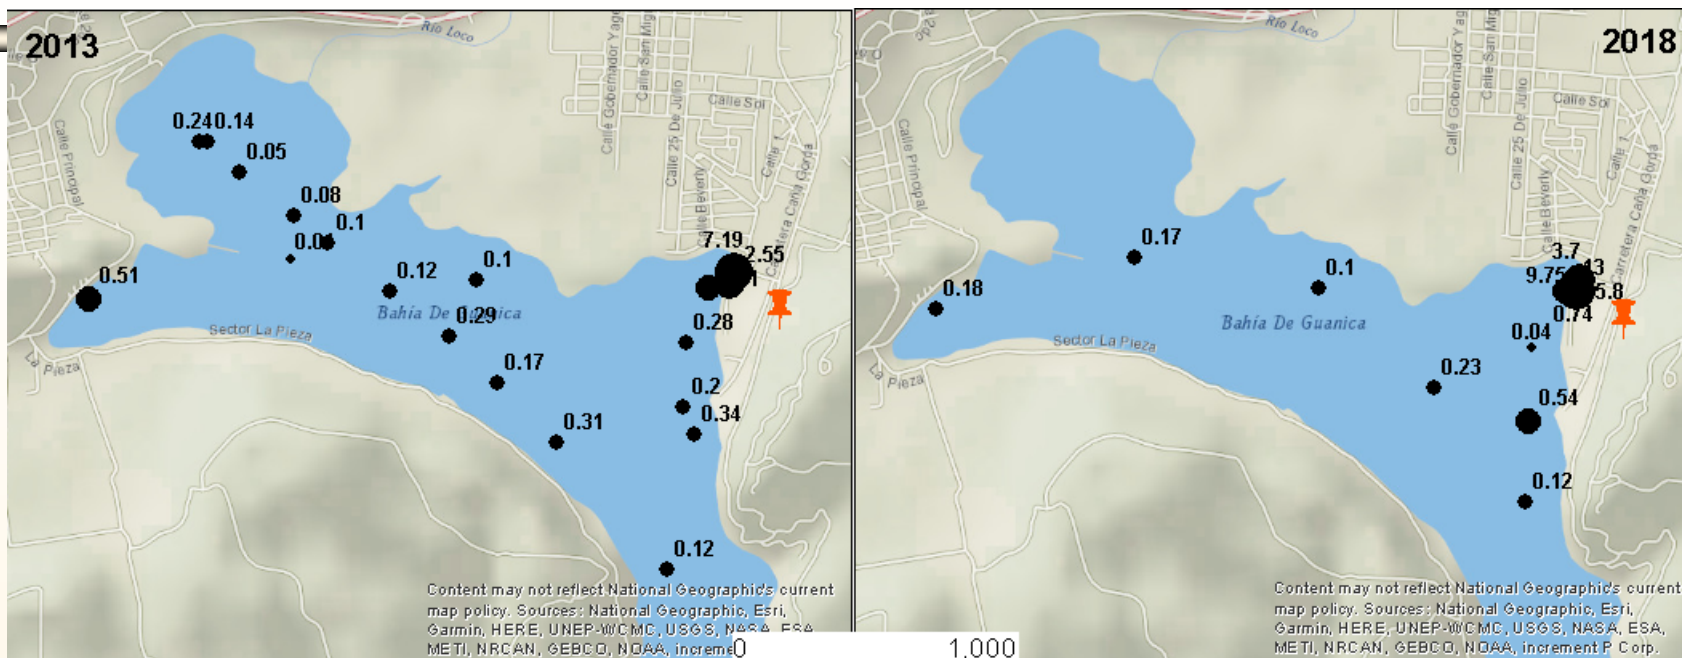 2013
Río Loco
Calle Gobernador Yag
Calle San Mig
Calle Sol
Calle 25 De Julio
Calle 1
Calle Beverly
Carretera Caña Gorda
Calle Principal
0.24
0.14
0.05
0.08
0.1
0.51
0.12
0.1
7.19
2.55
1
Bahía De Guanica
0.29
0.28
Sector La Pieza
La Pieza
0.17
0.2
0.34
0.31
0.12
Content may not reflect National Geographic's current
map policy. Sources: National Geographic, Esri,
Garmin, HERE, UNEP-WCMC, USGS, NASA, ESA,
METI, NRCAN, GEBCO, NOAA, increme
0
1,000
2018
Río Loco
Calle Gobernador Yag
Calle San Mig
Calle Sol
Calle 25 De Julio
Calle 1
Calle Beverly
Carretera Caña Gorda
Calle Principal
0.17
3.7
13
0.1
9.75
5.8
0.18
0.74
Bahía De Guanica
0.04
Sector La Pieza
La Pieza
0.23
0.54
0.12
Content may not reflect National Geographic's current
map policy. Sources: National Geographic, Esri,
Garmin, HERE, UNEP-WCMC, USGS, NASA, ESA,
METI, NRCAN, GEBCO, NOAA, increment P Corp.